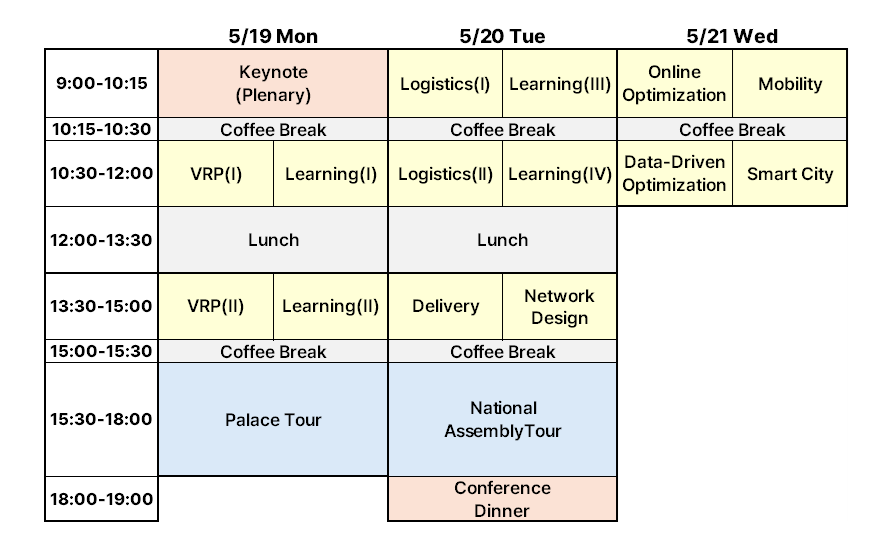 5/19 Mon 5/20 Tue 5/21 Wed
9:00-10:15
Keynote
(Plenary)
Logistics(I)
Learning(III)
Online
Optimization
Mobility
10:15-10:30
Coffee Break
Coffee Break
Coffee Break
10:30-12:00
VRP(I)
Learning(I)
Logistics(II)
Learning(IV)
Data-Driven
Optimization
Smart City
12:00-13:30
Lunch
Lunch
13:30-15:00
VRP(II)
Learning(II)
Delivery
Network
Design
15:00-15:30
Coffee Break
Coffee Break
15:30-18:00
Palace Tour
National
AssemblyTour
18:00-19:00
Conference
Dinner